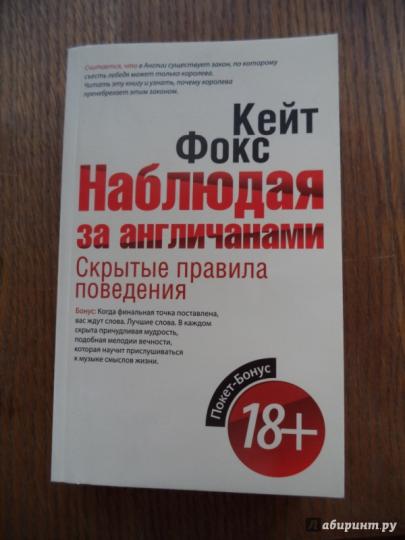 Считается, что в Англии существует закон, по которому
съесть лебедя может только королева.
Читать эту книгу и узнать, почему королева
пренебрегает этим законом.
Кейт
Фокс
Наблюдая
за англичанами
Скрытые правила
поведения
Бонус: Когда финальная точка поставлена,
вас ждут слова. Лучшие слова. В каждом
скрыта причудливая мудрость,
подобная мелодии вечности,
которая научит прислушиваться
к музыке смыслов жизни.
Покет-Бонус
18+
лабиринт.ру